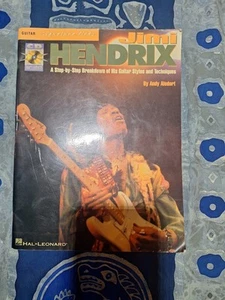 GUITAR
Jimi
HENDRIX
A Step-by-Step Breakdown of His Guitar Styles and Techniques
By Andy Aledort
HAL•LEONARD